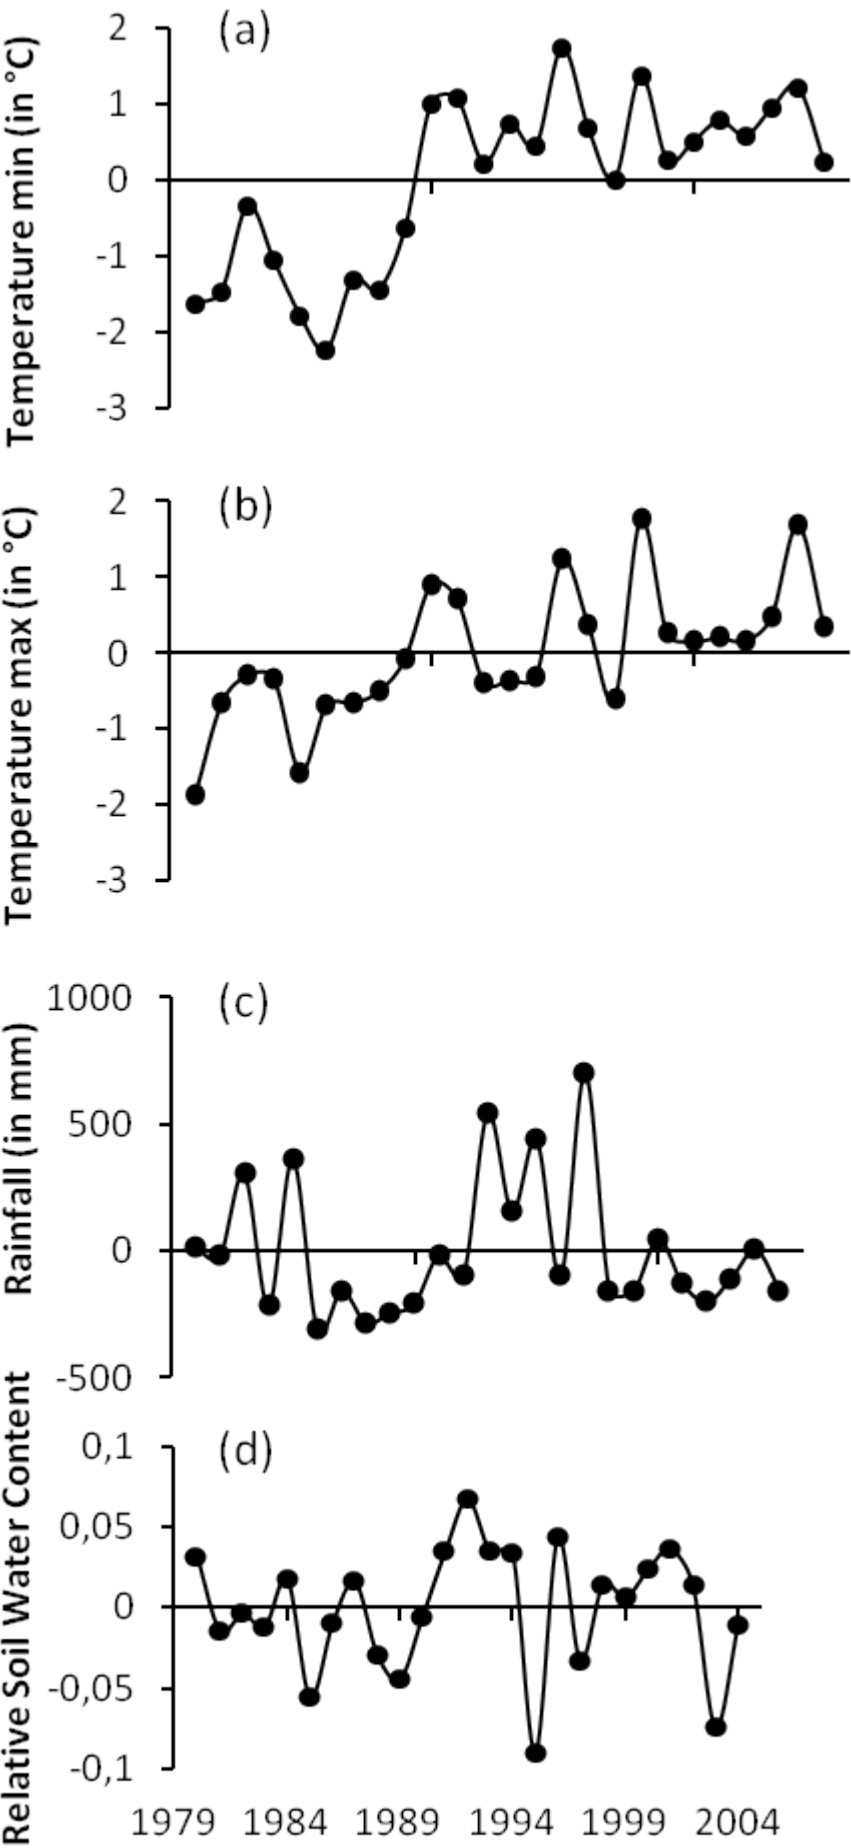 Temperature min (in °C)
(a)
2
1
0
-1
-2
-3
Temperature max (in °C)
(b)
2
1
0
-1
-2
-3
Rainfall (in mm)
(c)
1000
500
0
-500
Relative Soil Water Content
(d)
0,1
0,05
0
-0,05
-0,1
1979 1984 1989 1994 1999 2004